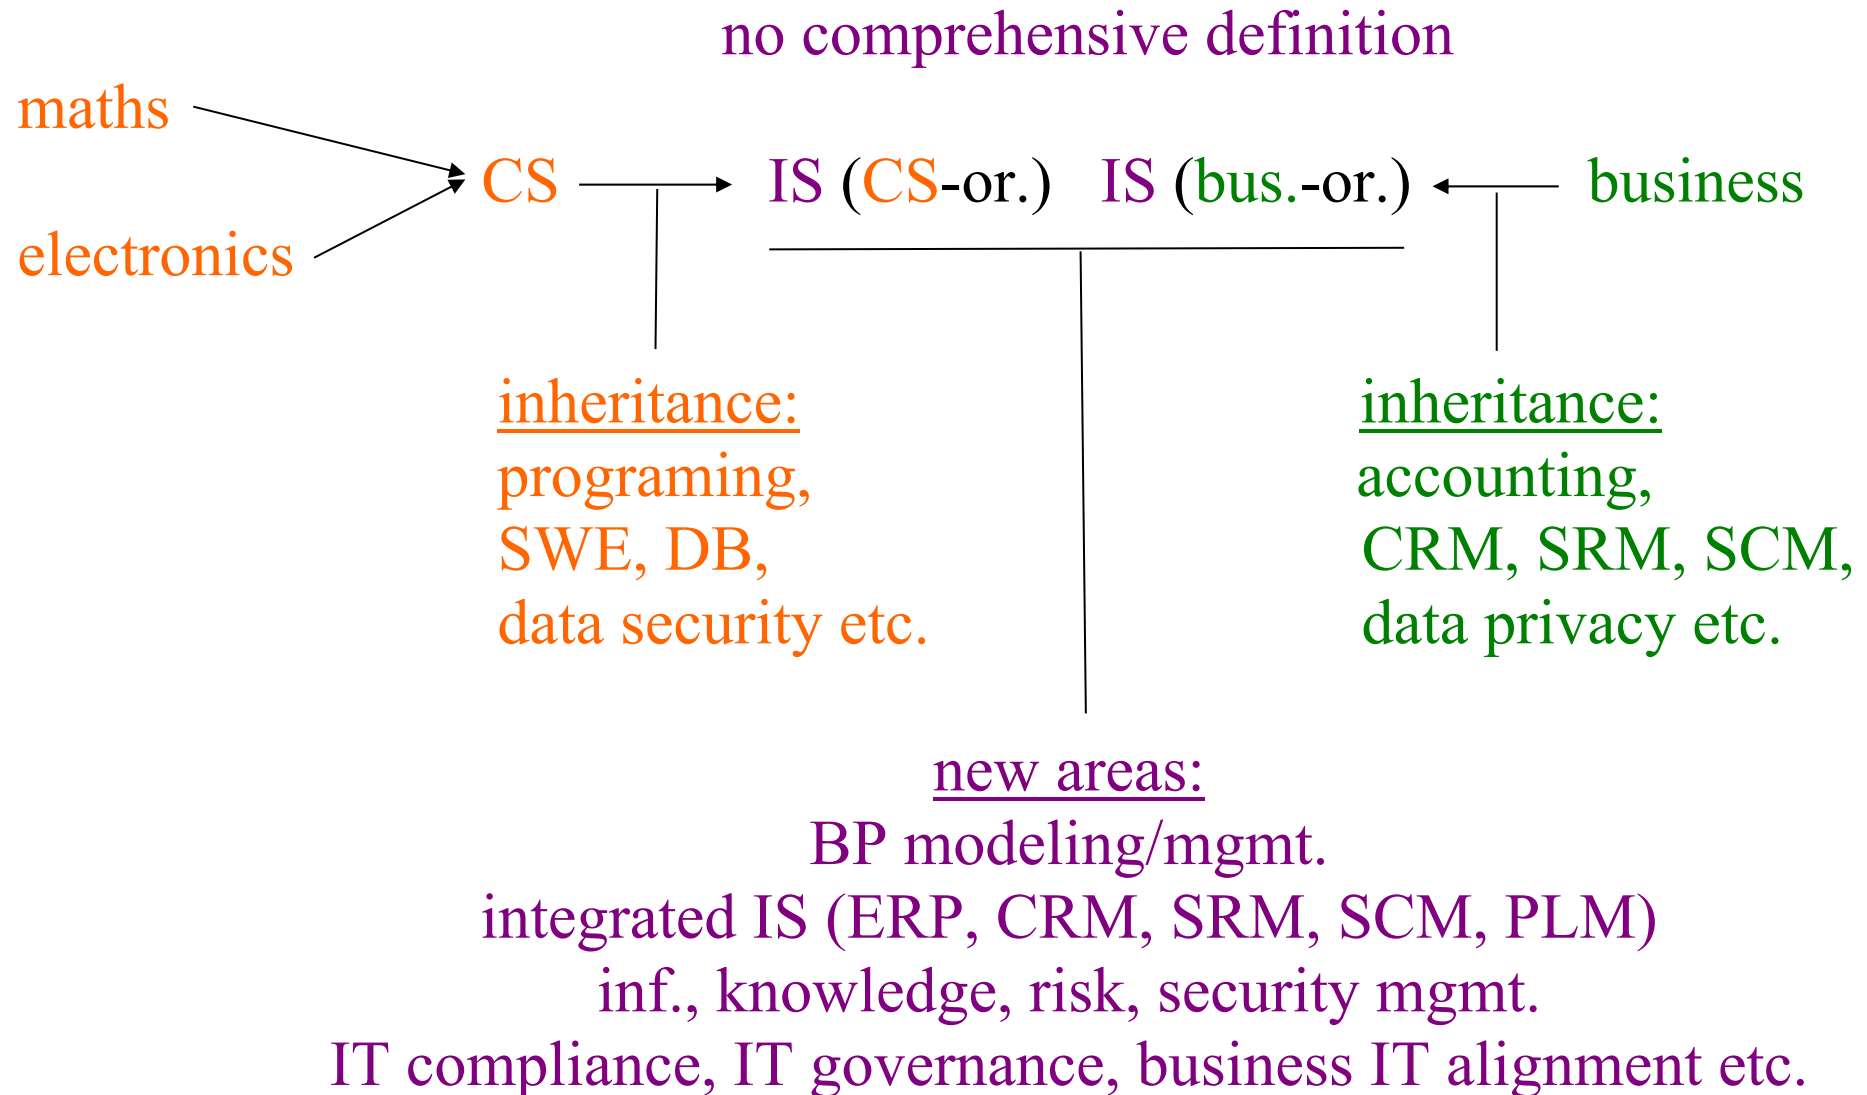 no comprehensive definition
maths
CS IS (CS-or.) IS (bus.-or.) business
electronics
inheritance:
programing,
SWE, DB,
data security etc.
inheritance:
accounting,
CRM, SRM, SCM,
data privacy etc.
new areas:
BP modeling/mgmt.
integrated IS (ERP, CRM, SRM, SCM, PLM)
inf., knowledge, risk, security mgmt.
IT compliance, IT governance, business IT alignment etc.